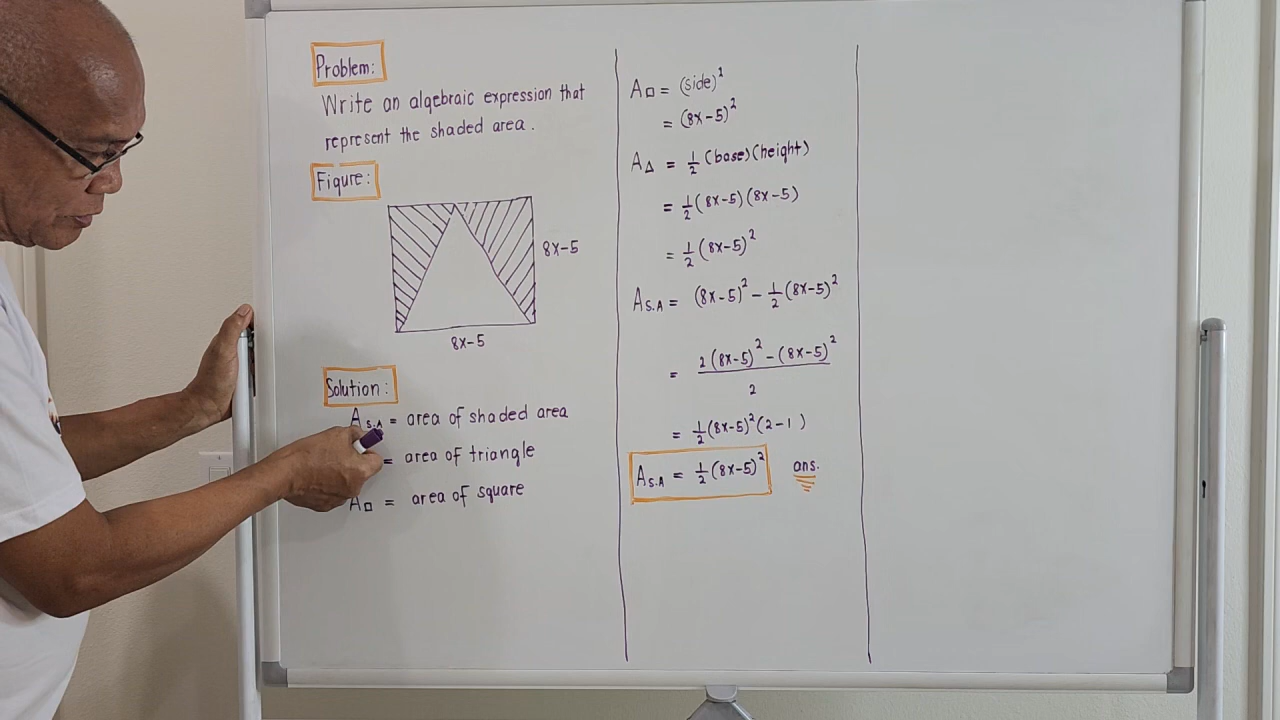 Problem:
Write an algebraic expression that
represent the shaded area.
Figure:
8x-5
8x-5
Solution:
A_S.A = area of shaded area
= area of triangle
A□ = area of square
A□ = (side)²
= (8x-5)²
A△ = 1/2 (base)(height)
= 1/2 (8x-5)(8x-5)
= 1/2 (8x-5)²
A_S.A = (8x-5)² - 1/2 (8x-5)²
= 2(8x-5)² - (8x-5)² / 2
= 1/2 (8x-5)² (2-1)
A_S.A = 1/2 (8x-5)² ans.